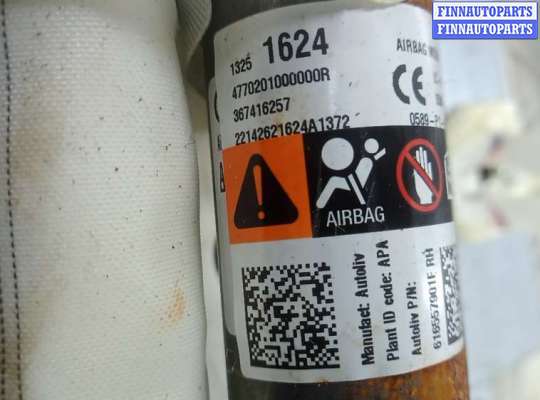 FINNAUTOPARTS
FINNAUTOPARTS
1325 1624
4770201000000R
367416257
22142621624A1372
AIRBAG
CE
0589-P
AIRBAG
Manufact: Autoliv
Plant ID code: APA
Autoliv P/N:
616557901F RH